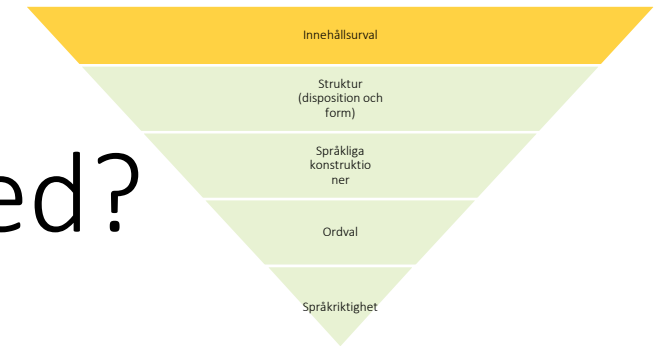 Innehållsurval
Struktur
(disposition och
form)
Språkliga
konstruktio
ner
ed?
Ordval
Språkriktighet